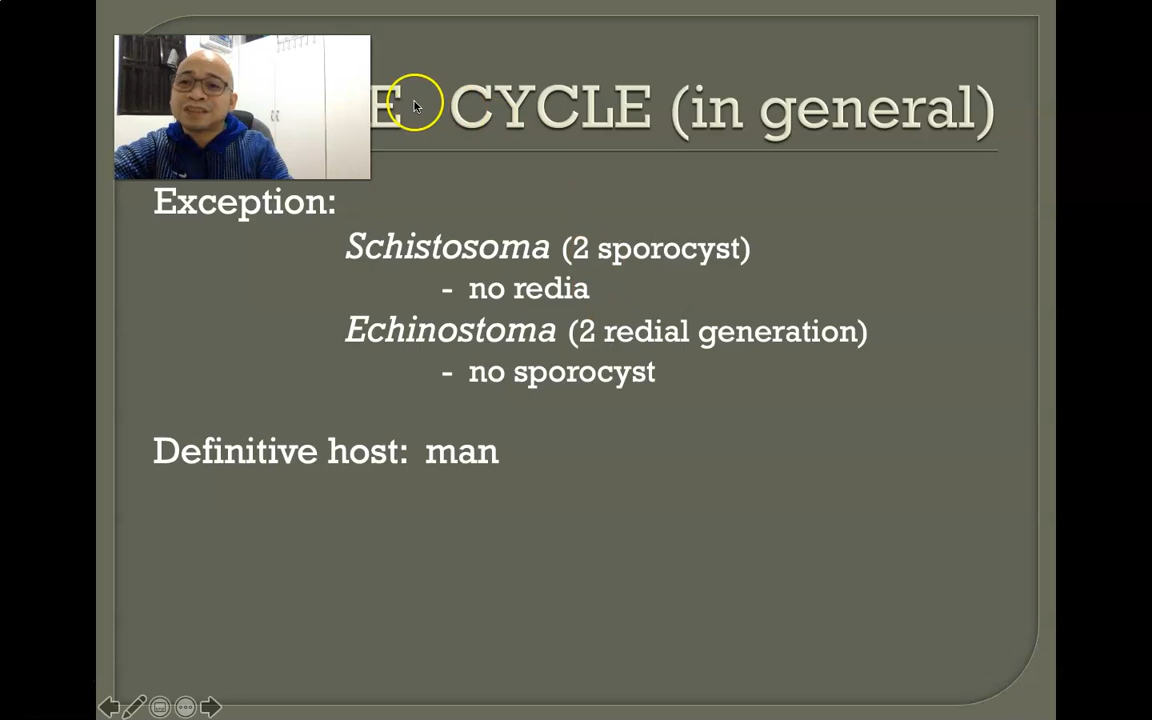 E CYCLE (in general)
Exception:
Schistosoma (2 sporocyst)
- no redia
Echinostoma (2 redial generation)
- no sporocyst
Definitive host: man